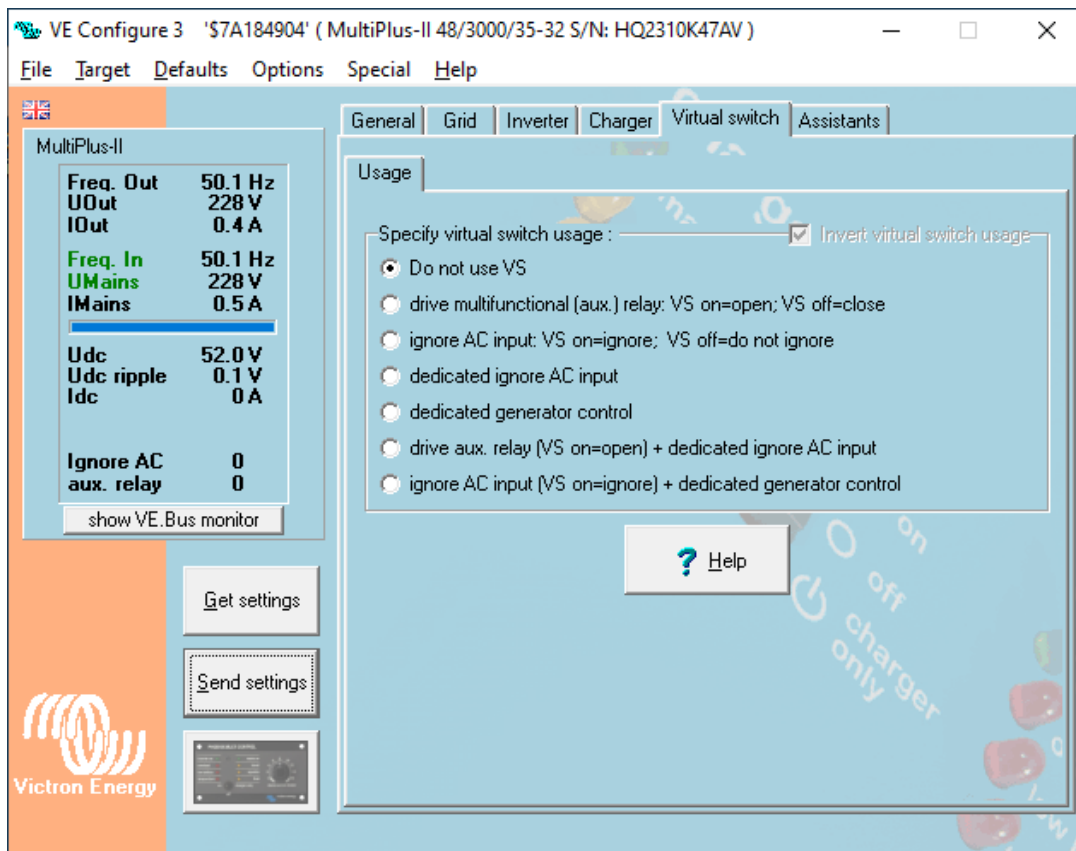 VE Configure 3 '$7A184904' ( MultiPlus-II 48/3000/35-32 S/N: HQ2310K47AV )
File Target Defaults Options Special Help
General Grid Inverter Charger Virtual switch Assistants
MultiPlus-II
Usage
Freq. Out 50.1 Hz
UOut 228 V
IOut 0.4 A
Specify virtual switch usage : Invert virtual switch usage
Freq. In 50.1 Hz
UMains 228 V
IMains 0.5 A
Do not use VS
drive multifunctional (aux.) relay: VS on=open; VS off=close
ignore AC input: VS on=ignore; VS off=do not ignore
dedicated ignore AC input
dedicated generator control
drive aux. relay (VS on=open) + dedicated ignore AC input
ignore AC input (VS on=ignore) + dedicated generator control
Udc 52.0 V
Udc ripple 0.1 V
Idc 0 A
Ignore AC 0
aux. relay 0
show VE.Bus monitor
? Help
on
off
charger
only
Get settings
Send settings
Victron Energy